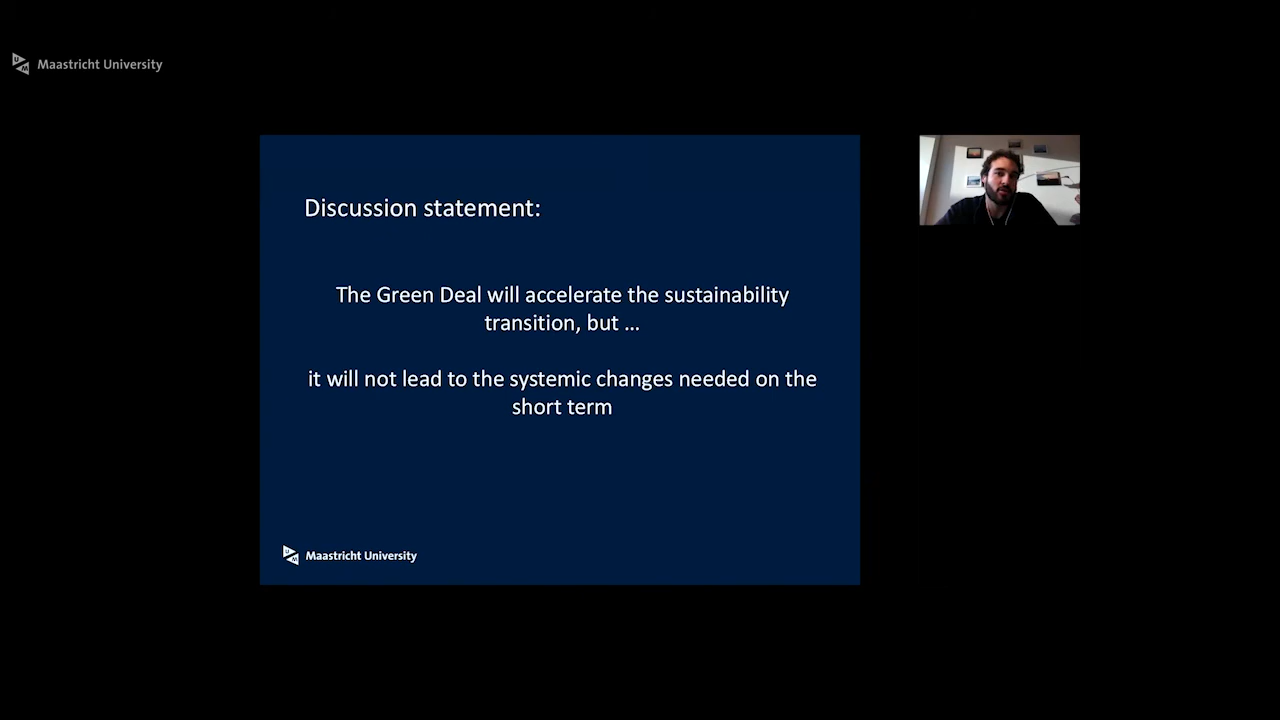 Maastricht University
Discussion statement:
The Green Deal will accelerate the sustainability
transition, but ...
it will not lead to the systemic changes needed on the
short term
Maastricht University